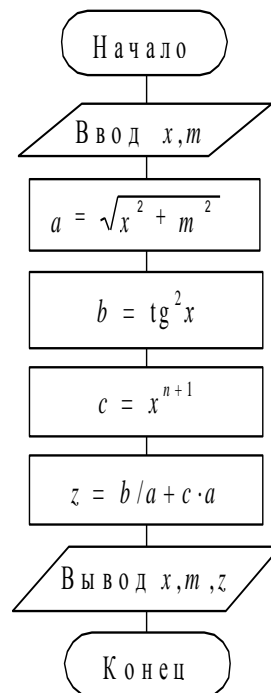 Начало
Ввод x,m
a = √(x² + m²)
b = tg²x
c = xⁿ⁺¹
z = b/a + c·a
Вывод x,m,z
Конец